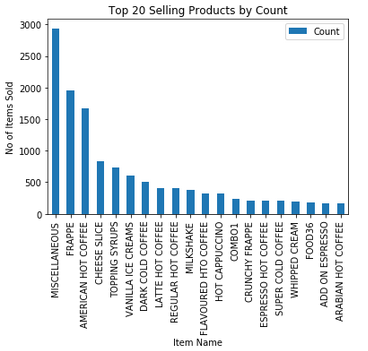 Top 20 Selling Products by Count
Count
3000
2500
2000
1500
1000
500
0
No of Items Sold
MISCELLANEOUS
FRAPPE
AMERICAN HOT COFFEE
CHEESE SLICE
TOPPING SYRUPS
VANILLA ICE CREAMS
DARK COLD COFFEE
LATTE HOT COFFEE
REGULAR HOT COFFEE
MILKSHAKE
FLAVOURED HTO COFFEE
HOT CAPPUCINO
COMBO1
CRUNCHY FRAPPE
ESPRESSO HOT COFFEE
SUPER COLD COFFEE
WHIPPED CREAM
FOOD36
ADD ON ESPRESSO
ARABIAN HOT COFFEE
Item Name